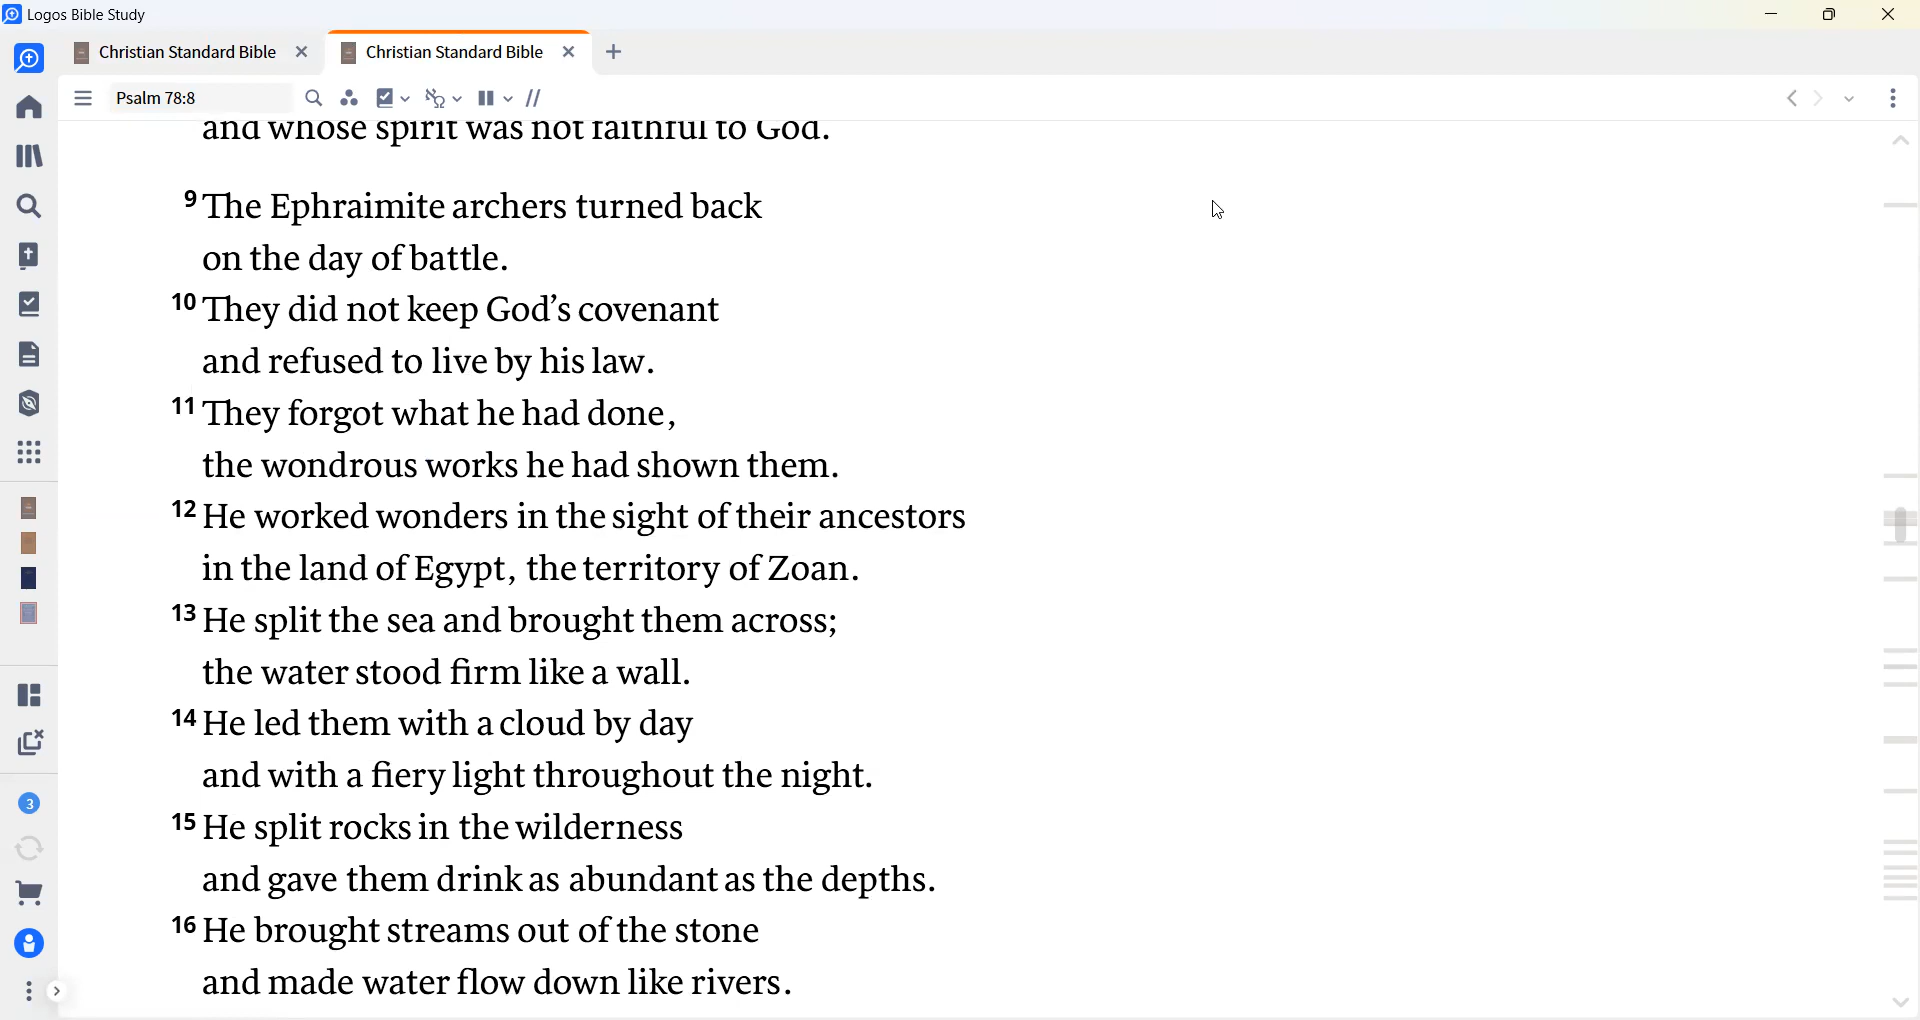 Logos Bible Study
Christian Standard Bible
Christian Standard Bible
Psalm 78:8
and whose spirit was not faithful to God.
9 The Ephraimite archers turned back
on the day of battle.
10 They did not keep God’s covenant
and refused to live by his law.
11 They forgot what he had done,
the wondrous works he had shown them.
12 He worked wonders in the sight of their ancestors
in the land of Egypt, the territory of Zoan.
13 He split the sea and brought them across;
the water stood firm like a wall.
14 He led them with a cloud by day
and with a fiery light throughout the night.
15 He split rocks in the wilderness
and gave them drink as abundant as the depths.
16 He brought streams out of the stone
and made water flow down like rivers.
3